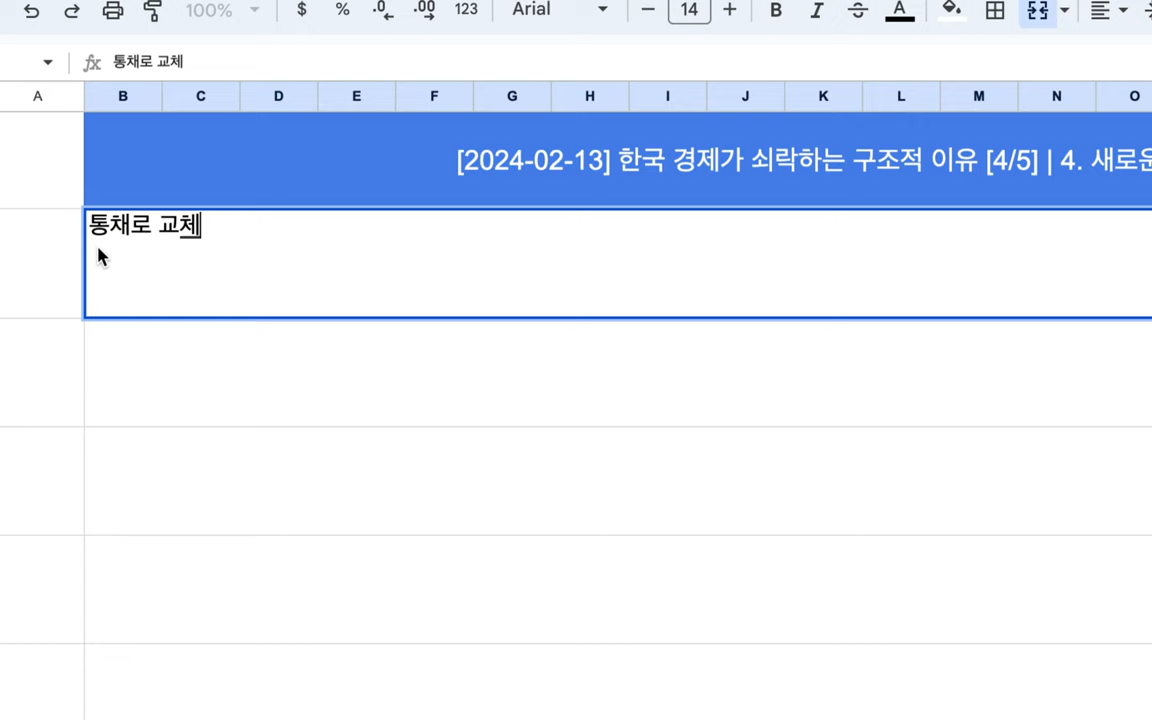 100% $ % .0 .00 123 Arial 14 B I A
fx 통채로 교체
A B C D E F G H I J K L M N O
[2024-02-13] 한국 경제가 쇠락하는 구조적 이유 [4/5] | 4. 새로운
통채로 교체